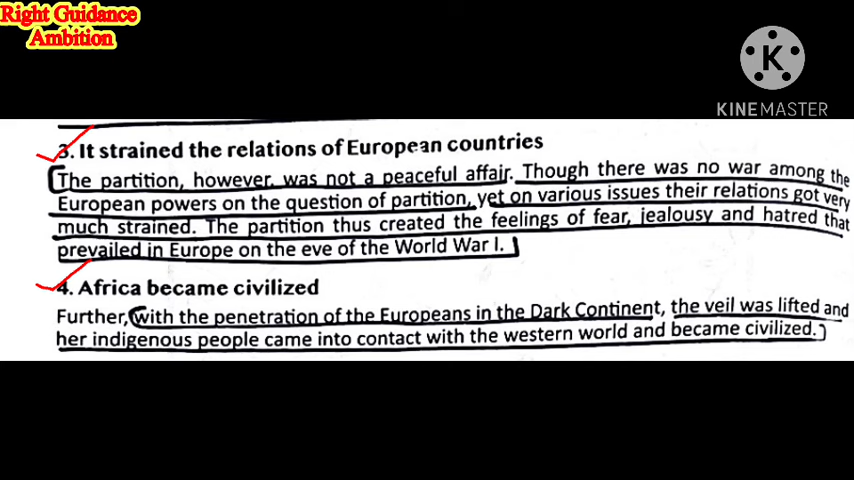 Right Guidance
Ambition
K
KINEMASTER
3. It strained the relations of European countries
The partition, however, was not a peaceful affair. Though there was no war among the
European powers on the question of partition, yet on various issues their relations got very
much strained. The partition thus created the feelings of fear, jealousy and hatred that
prevailed in Europe on the eve of the World War I.
4. Africa became civilized
Further, with the penetration of the Europeans in the Dark Continent, the veil was lifted and
her indigenous people came into contact with the western world and became civilized.